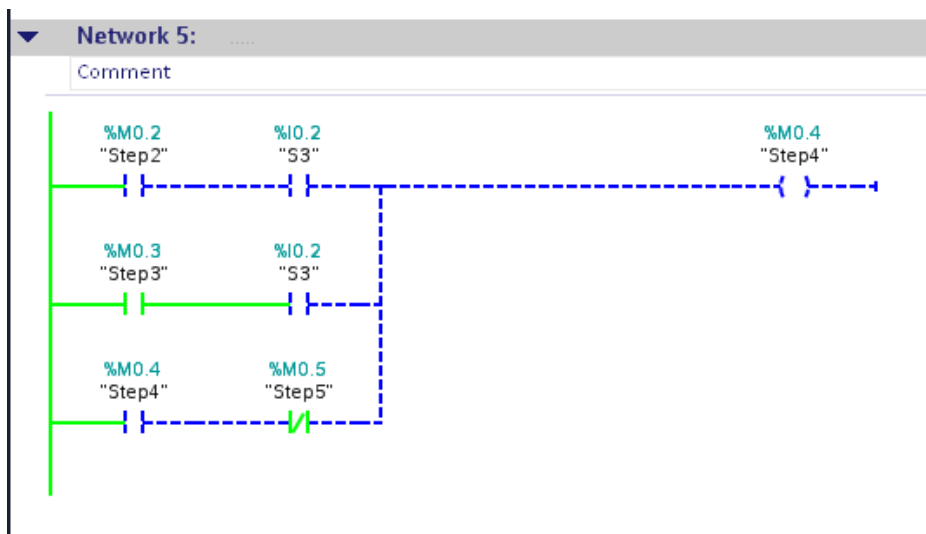 Network 5: .....
Comment
%M0.2 %I0.2 %M0.4
"Step2" "S3" "Step4"
%M0.3 %I0.2
"Step3" "S3"
%M0.4 %M0.5
"Step4" "Step5"